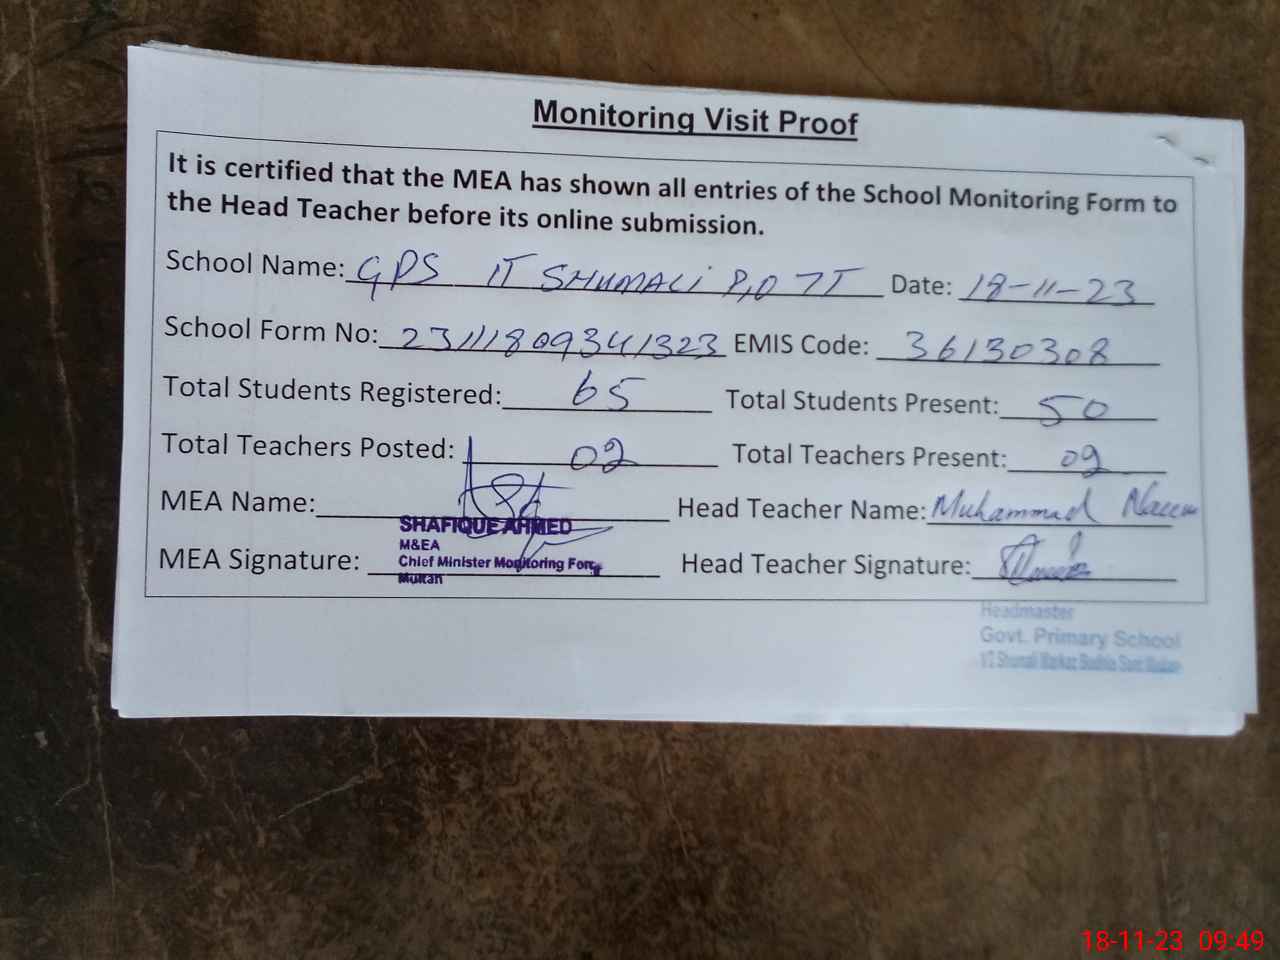 Monitoring Visit Proof
It is certified that the MEA has shown all entries of the School Monitoring Form to
the Head Teacher before its online submission.
School Name: GPS IT SHUMALi P,O 7T Date: 18-11-23
School Form No: 23111809341323 EMIS Code: 36130308
Total Students Registered: 65 Total Students Present: 50
Total Teachers Posted: 02 Total Teachers Present: 02
MEA Name: Head Teacher Name: Muhammad Naeem
SHAFIQUE AHMED
M&EA
Chief Minister Monitoring Force
Multan
MEA Signature: Head Teacher Signature:
Headmaster
Govt. Primary School
18-11-23 09:49